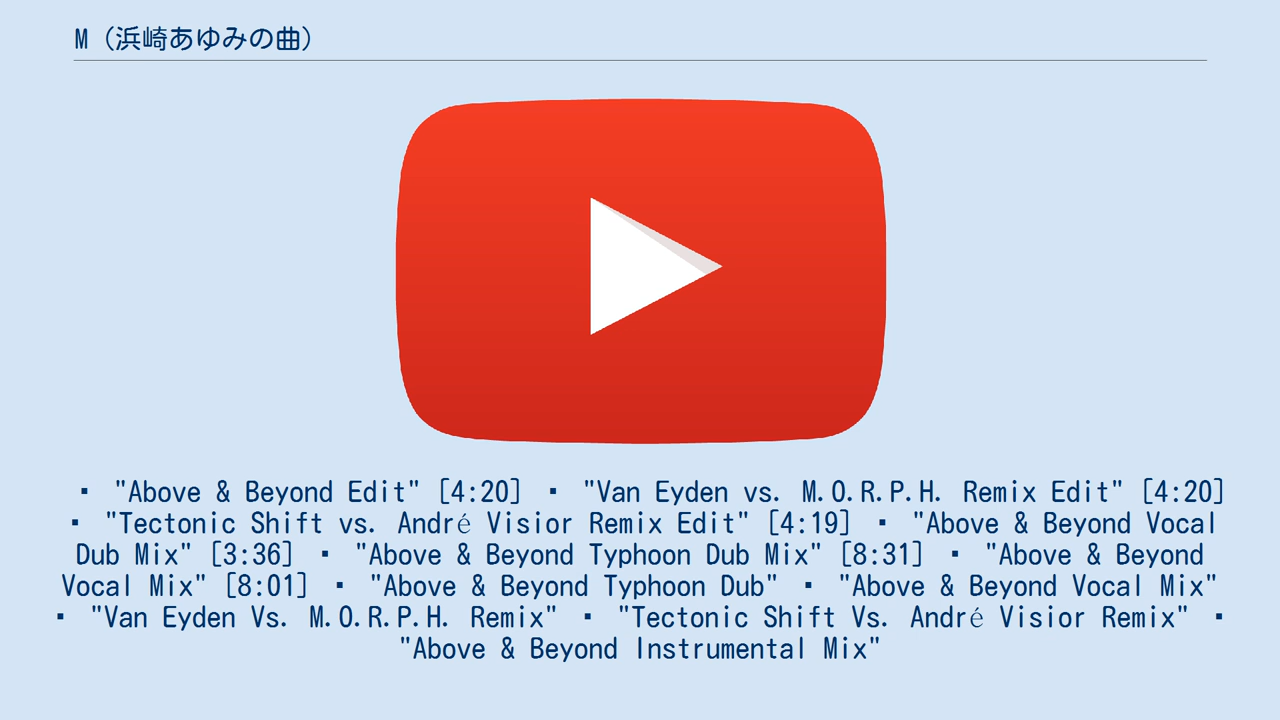 M（浜崎あゆみの曲）
▪ "Above & Beyond Edit" [4:20] ▪ "Van Eyden vs. M.O.R.P.H. Remix Edit" [4:20]
▪ "Tectonic Shift vs. André Visior Remix Edit" [4:19] ▪ "Above & Beyond Vocal
Dub Mix" [3:36] ▪ "Above & Beyond Typhoon Dub Mix" [8:31] ▪ "Above & Beyond
Vocal Mix" [8:01] ▪ "Above & Beyond Typhoon Dub" ▪ "Above & Beyond Vocal Mix"
▪ "Van Eyden Vs. M.O.R.P.H. Remix" ▪ "Tectonic Shift Vs. André Visior Remix" ▪
"Above & Beyond Instrumental Mix"